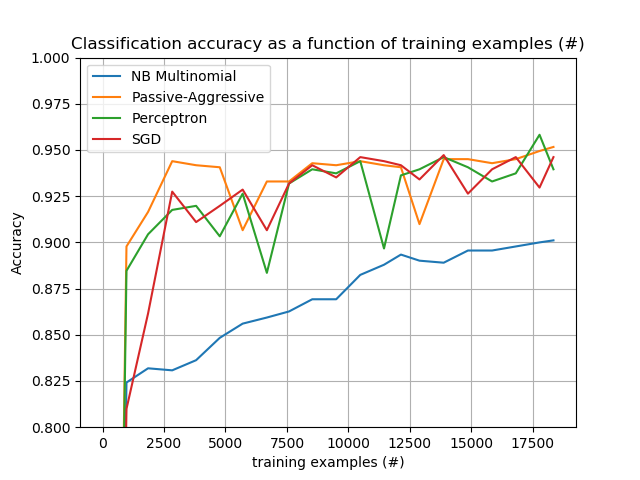 Classification accuracy as a function of training examples (#)
1.000
0.975
0.950
0.925
0.900
0.875
0.850
0.825
0.800
Accuracy
NB Multinomial
Passive-Aggressive
Perceptron
SGD
0 2500 5000 7500 10000 12500 15000 17500
training examples (#)